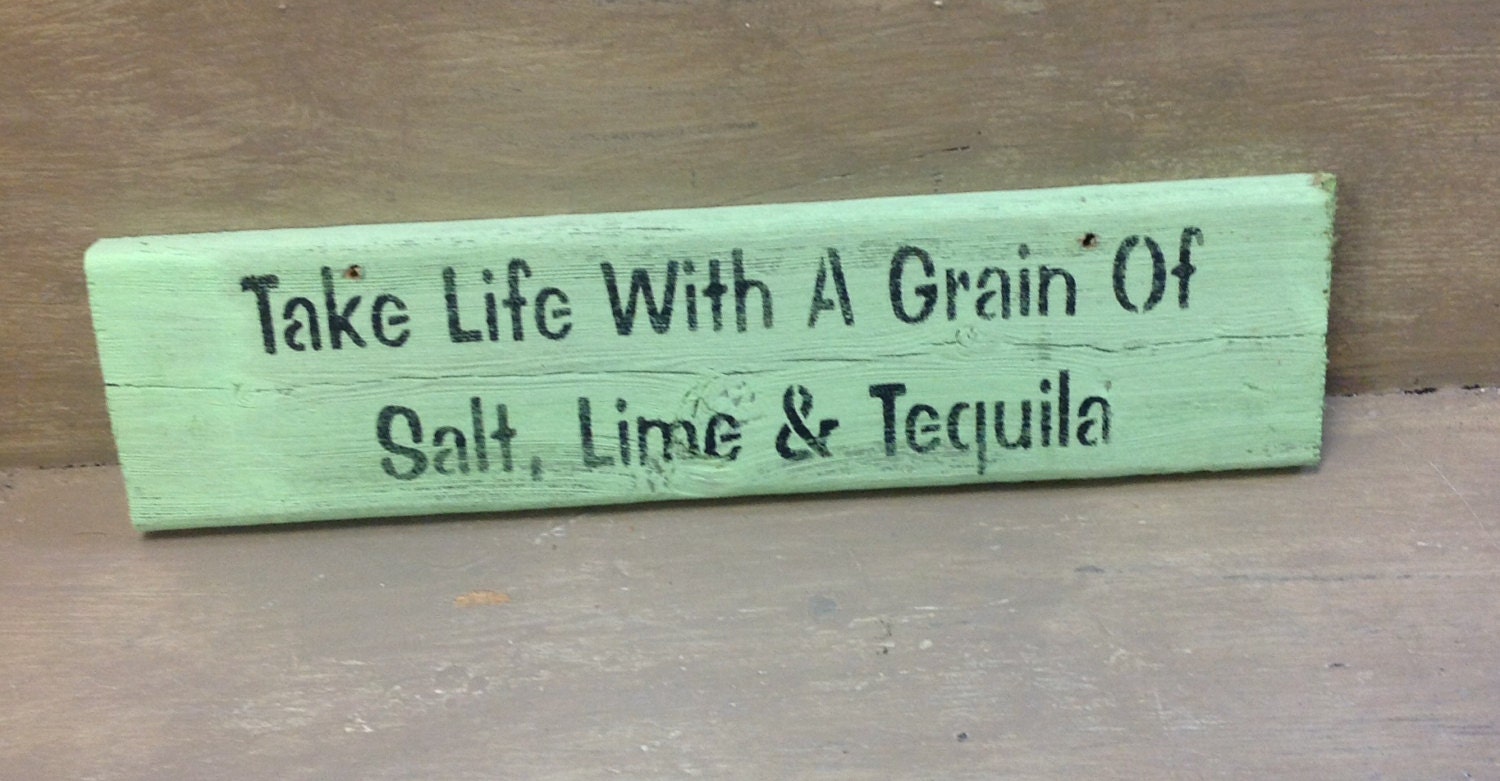 Take Life With A Grain Of
Salt, Lime & Tequila